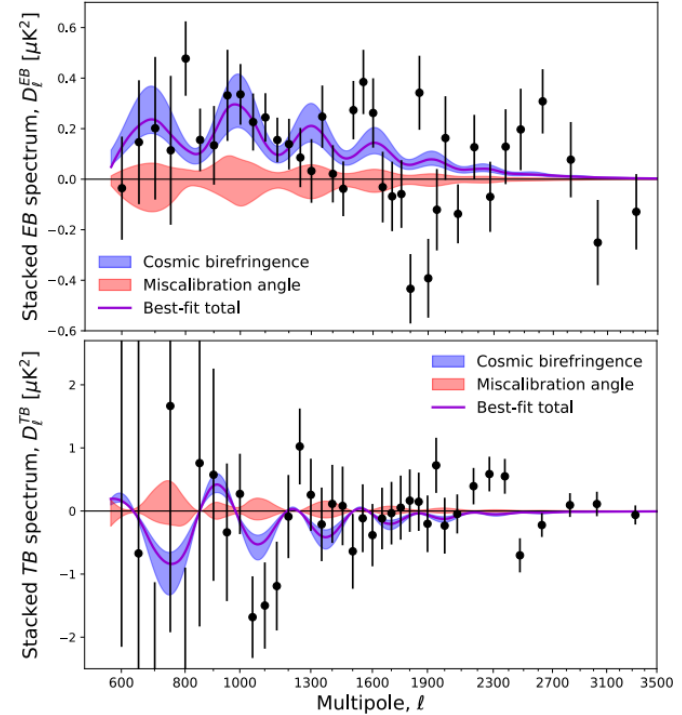 Stacked EB spectrum, D_ℓ^{EB} [μK²]
0.6
0.4
0.2
0.0
−0.2
−0.4
−0.6
Cosmic birefringence
Miscalibration angle
Best-fit total
Stacked TB spectrum, D_ℓ^{TB} [μK²]
2
1
0
−1
−2
Cosmic birefringence
Miscalibration angle
Best-fit total
600 800 1000 1300 1600 1900 2300 2700 3500
Multipole, ℓ